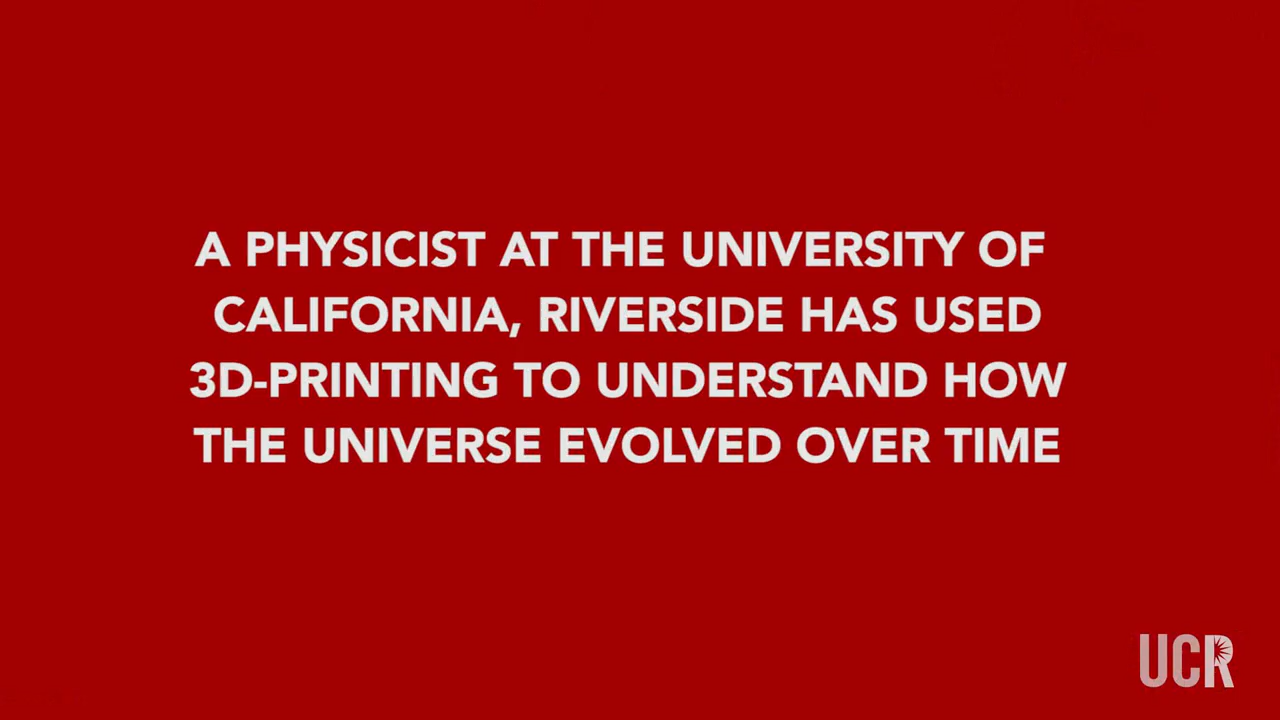 A PHYSICIST AT THE UNIVERSITY OF
CALIFORNIA, RIVERSIDE HAS USED
3D-PRINTING TO UNDERSTAND HOW
THE UNIVERSE EVOLVED OVER TIME
UCR